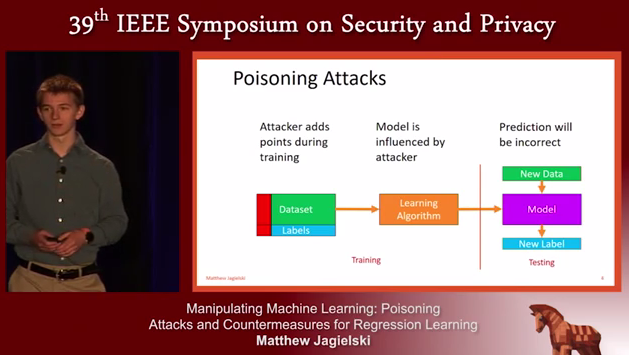 39th IEEE Symposium on Security and Privacy
Poisoning Attacks
Attacker adds
points during
training
Model is
influenced by
attacker
Prediction will
be incorrect
New Data
Dataset
Labels
Learning
Algorithm
Model
New Label
Training
Testing
Matthew Jagielski
8
Manipulating Machine Learning: Poisoning
Attacks and Countermeasures for Regression Learning
Matthew Jagielski